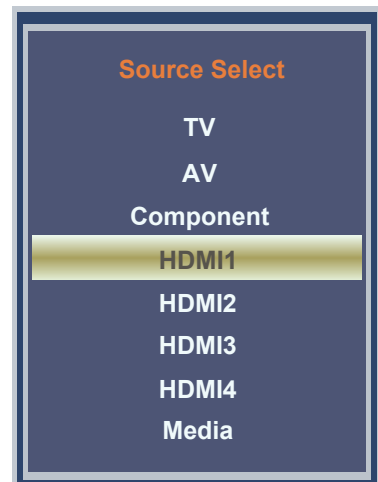 Source Select
TV
AV
Component
HDMI1
HDMI2
HDMI3
HDMI4
Media